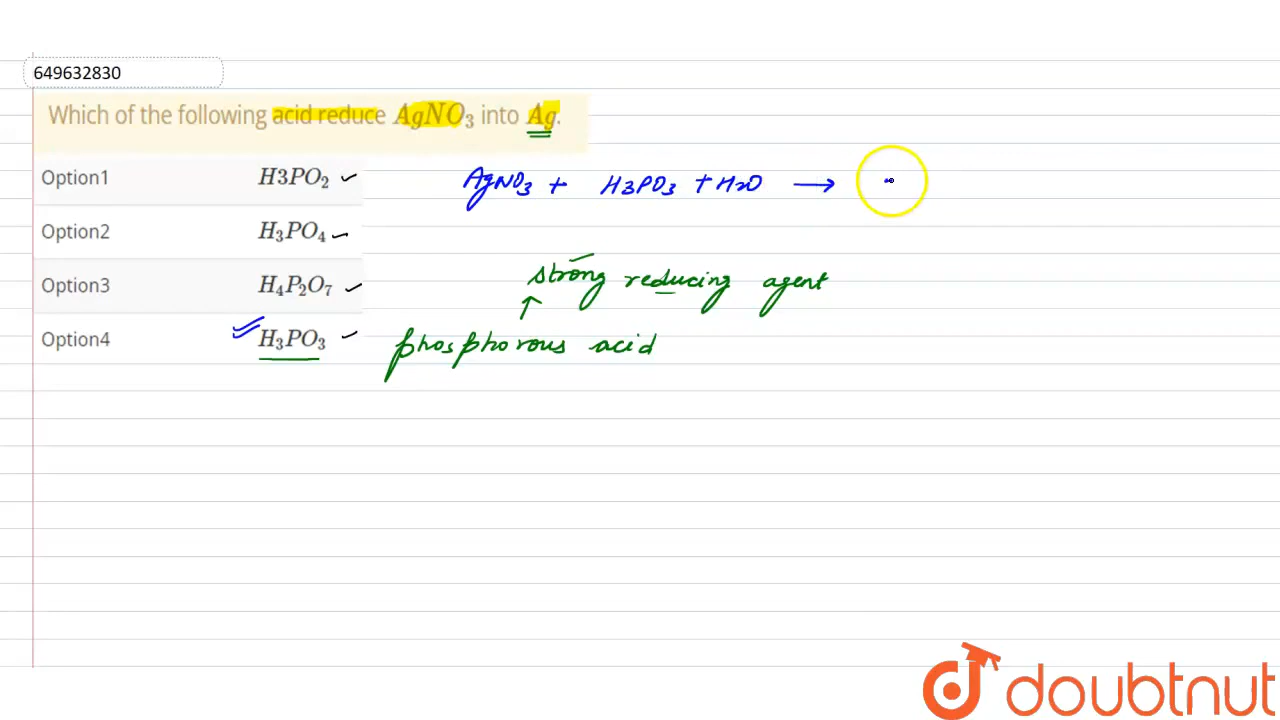 649632830
Which of the following acid reduce AgNO₃ into Ag.
Option1 H3PO₂
AgNO₃ + H₃PO₃ + H₂O →
Option2 H₃PO₄
strong reducing agent
Option3 H₄P₂O₇
Option4 H₃PO₃ phosphorous acid
doubtnut